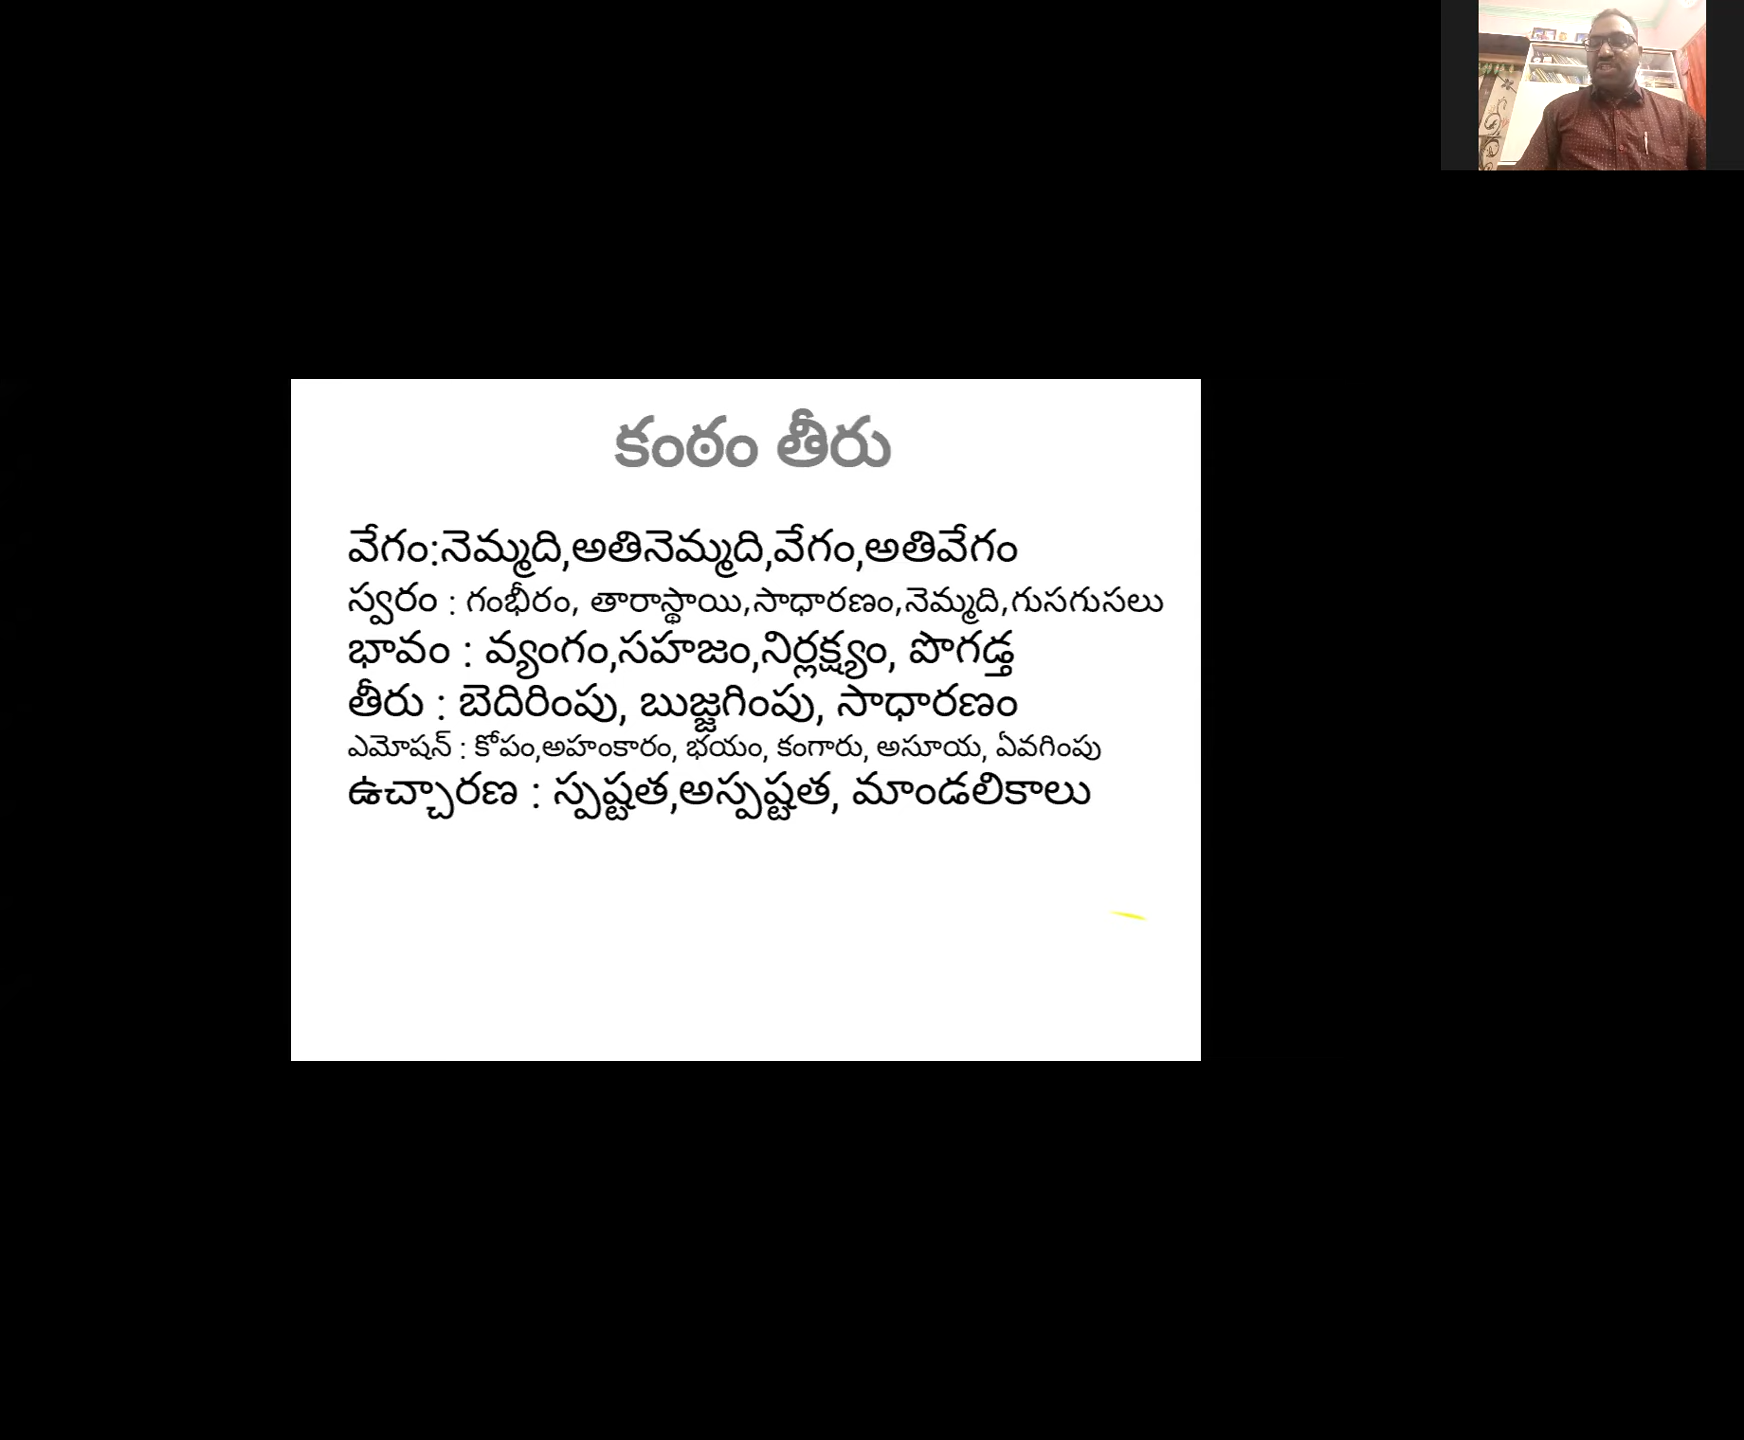 కంఠం తీరు
వేగం:నెమ్మది,అతినెమ్మది,వేగం,అతివేగం
స్వరం : గంభీరం, తారాస్థాయి,సాధారణం,నెమ్మది,గుసగుసలు
భావం : వ్యంగం,సహజం,నిర్లక్ష్యం, పొగడ్త
తీరు : బెదిరింపు, బుజ్జగింపు, సాధారణం
ఎమోషన్ : కోపం,అహంకారం, భయం, కంగారు, అసూయ, ఏవగింపు
ఉచ్చారణ : స్పష్టత,అస్పష్టత, మాండలికాలు